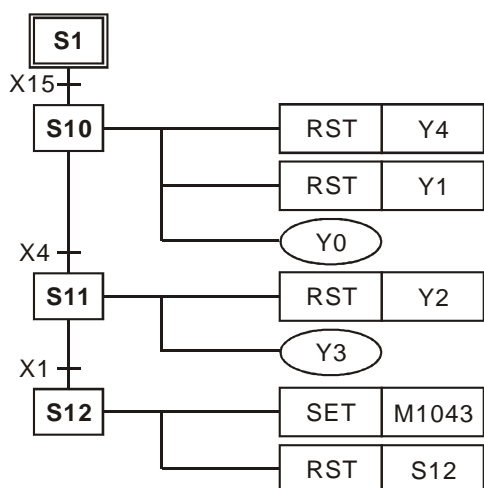 S1
X15
S10 RST Y4
RST Y1
Y0
X4
S11 RST Y2
Y3
X1
S12 SET M1043
RST S12